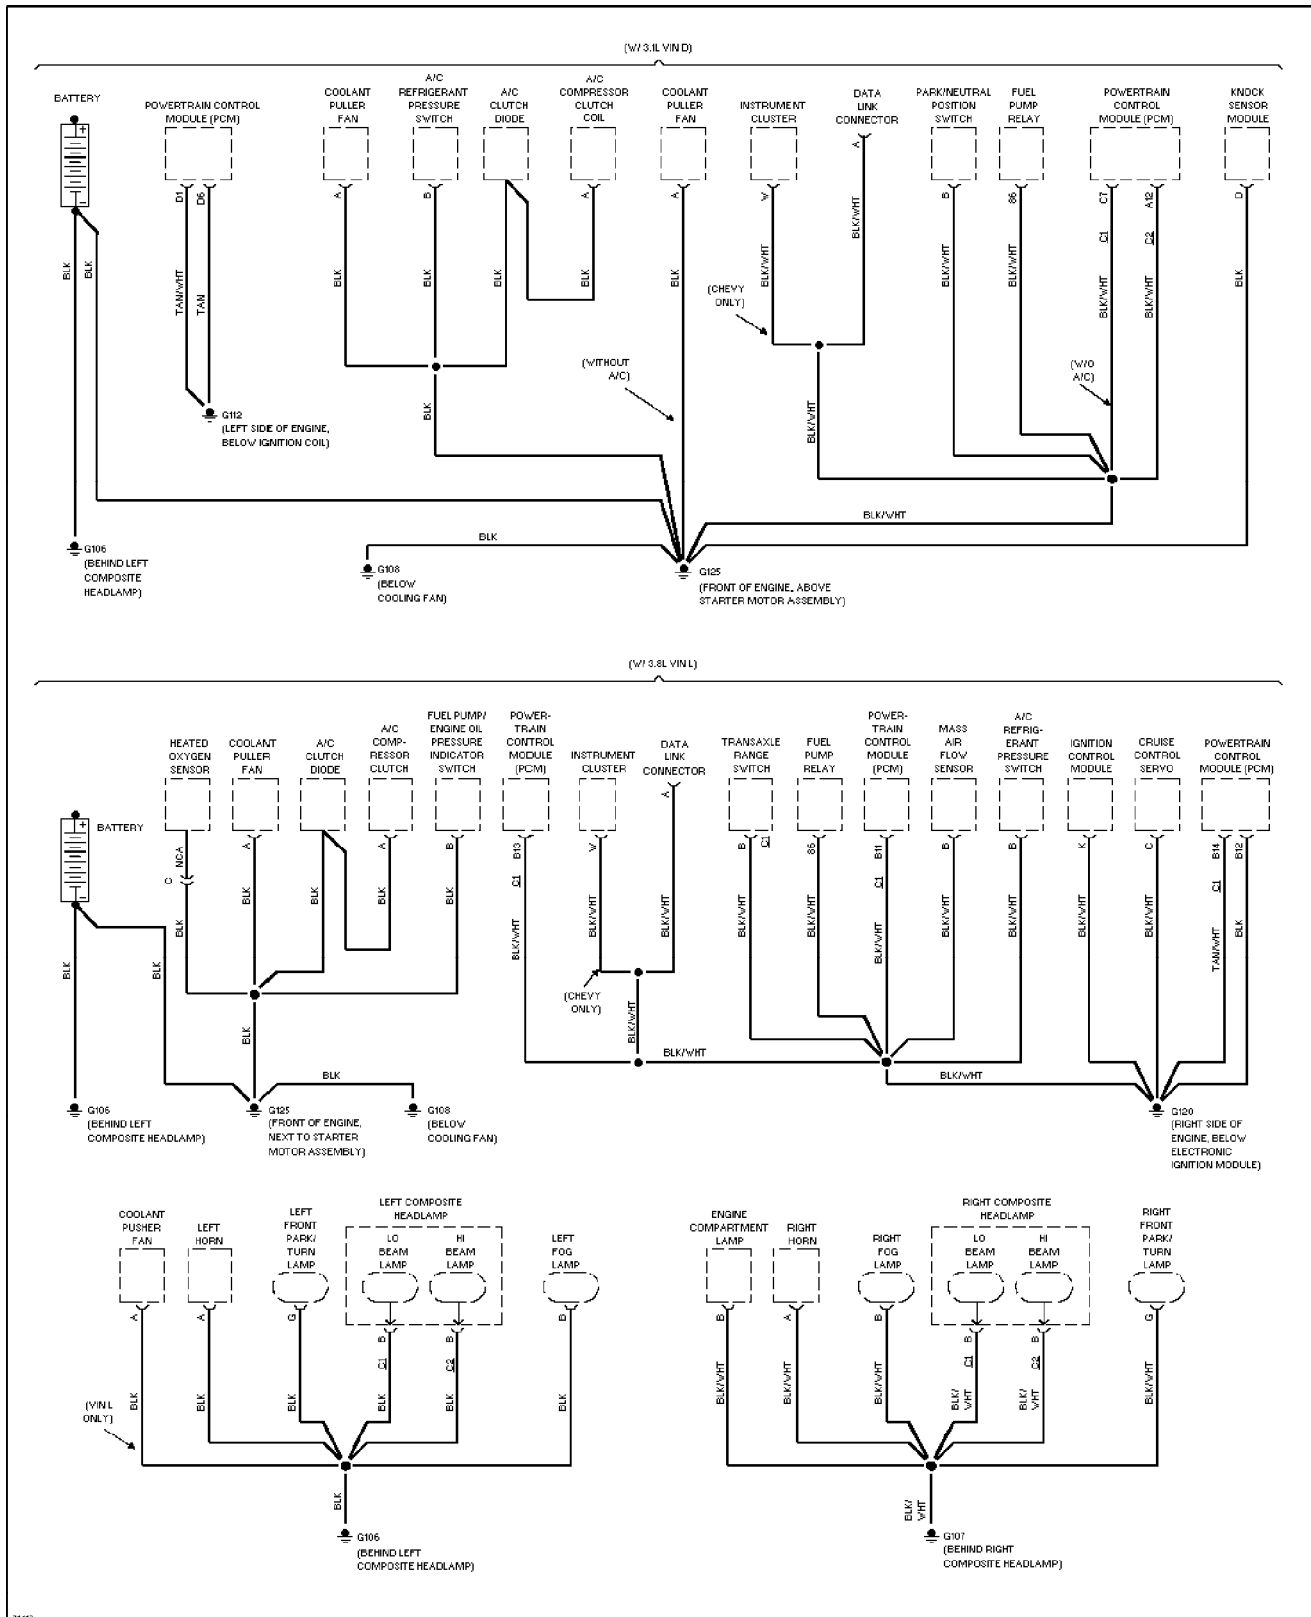 (W/ 3.1L VIN D)
BATTERY
POWERTRAIN CONTROL
MODULE (PCM)
COOLANT
PULLER
FAN
A/C
REFRIGERANT
PRESSURE
SWITCH
A/C
CLUTCH
DIODE
A/C
COMPRESSOR
CLUTCH
COIL
COOLANT
PULLER
FAN
INSTRUMENT
CLUSTER
DATA
LINK
CONNECTOR
PARK/NEUTRAL
POSITION
SWITCH
FUEL
PUMP
RELAY
POWERTRAIN
CONTROL
MODULE (PCM)
KNOCK
SENSOR
MODULE
+
-
D1
D6
A
B
A
A
W
A
B
86
C7
A12
D
C1
C2
BLK
BLK
TAN/WHT
TAN
BLK
BLK
BLK
BLK
BLK
BLK/WHT
BLK/WHT
BLK/WHT
BLK/WHT
BLK/WHT
BLK/WHT
BLK
(CHEVY
ONLY)
(WITHOUT
A/C)
(W/O
A/C)
BLK
BLK/WHT
G112
(LEFT SIDE OF ENGINE,
BELOW IGNITION COIL)
BLK
BLK/WHT
G106
(BEHIND LEFT
COMPOSITE
HEADLAMP)
G108
(BELOW
COOLING FAN)
G125
(FRONT OF ENGINE, ABOVE
STARTER MOTOR ASSEMBLY)
(W/ 3.8L VIN L)
BATTERY
HEATED
OXYGEN
SENSOR
COOLANT
PULLER
FAN
A/C
CLUTCH
DIODE
A/C
COMP-
RESSOR
CLUTCH
FUEL PUMP/
ENGINE OIL
PRESSURE
INDICATOR
SWITCH
POWER-
TRAIN
CONTROL
MODULE
(PCM)
INSTRUMENT
CLUSTER
DATA
LINK
CONNECTOR
TRANSAXLE
RANGE
SWITCH
FUEL
PUMP
RELAY
POWER-
TRAIN
CONTROL
MODULE
(PCM)
MASS
AIR
FLOW
SENSOR
A/C
REFRIG-
ERANT
PRESSURE
SWITCH
IGNITION
CONTROL
MODULE
CRUISE
CONTROL
SERVO
POWERTRAIN
CONTROL
MODULE (PCM)
+
-
NCA
C
A
A
B
B13
C1
W
A
B
C1
86
B11
C1
B
B
K
C
B14
B12
C1
BLK
BLK
BLK
BLK
BLK
BLK
BLK
BLK/WHT
BLK/WHT
BLK/WHT
BLK/WHT
BLK/WHT
BLK/WHT
BLK/WHT
BLK/WHT
BLK/WHT
BLK/WHT
TAN/WHT
BLK
(CHEVY
ONLY)
BLK
BLK/WHT
BLK
BLK/WHT
BLK/WHT
G106
(BEHIND LEFT
COMPOSITE HEADLAMP)
G125
(FRONT OF ENGINE,
NEXT TO STARTER
MOTOR ASSEMBLY)
G108
(BELOW
COOLING FAN)
G120
(RIGHT SIDE OF
ENGINE, BELOW
ELECTRONIC
IGNITION MODULE)
COOLANT
PUSHER
FAN
LEFT
HORN
LEFT
FRONT
PARK/
TURN
LAMP
LEFT COMPOSITE
HEADLAMP
LO
BEAM
LAMP
HI
BEAM
LAMP
LEFT
FOG
LAMP
A
A
G
B
C1
B
C2
B
BLK
BLK
BLK
BLK
BLK
BLK
(VIN L
ONLY)
BLK
G106
(BEHIND LEFT
COMPOSITE HEADLAMP)
ENGINE
COMPARTMENT
LAMP
RIGHT
HORN
RIGHT
FOG
LAMP
RIGHT COMPOSITE
HEADLAMP
LO
BEAM
LAMP
HI
BEAM
LAMP
RIGHT
FRONT
PARK/
TURN
LAMP
B
A
B
B
C1
B
C2
G
BLK/WHT
BLK/WHT
BLK/WHT
BLK/
WHT
BLK/
WHT
BLK/WHT
BLK/
WHT
G107
(BEHIND RIGHT
COMPOSITE HEADLAMP)